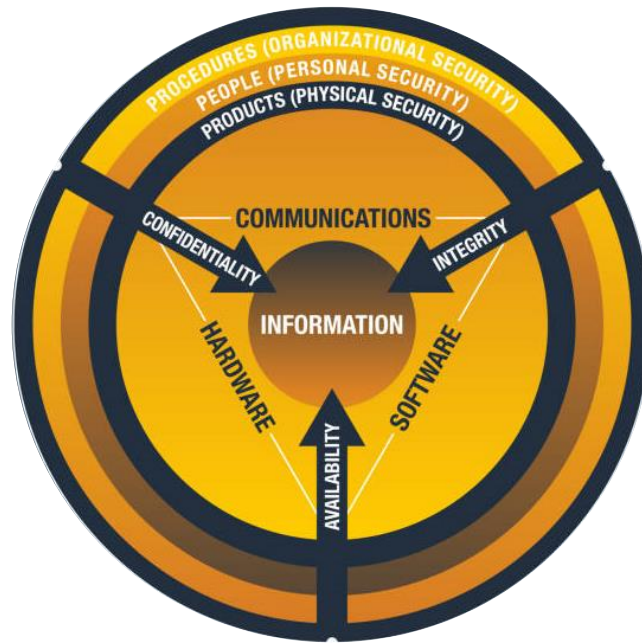 PROCEDURES (ORGANIZATIONAL SECURITY)
PEOPLE (PERSONAL SECURITY)
PRODUCTS (PHYSICAL SECURITY)
COMMUNICATIONS
CONFIDENTIALITY
INTEGRITY
INFORMATION
HARDWARE
SOFTWARE
AVAILABILITY